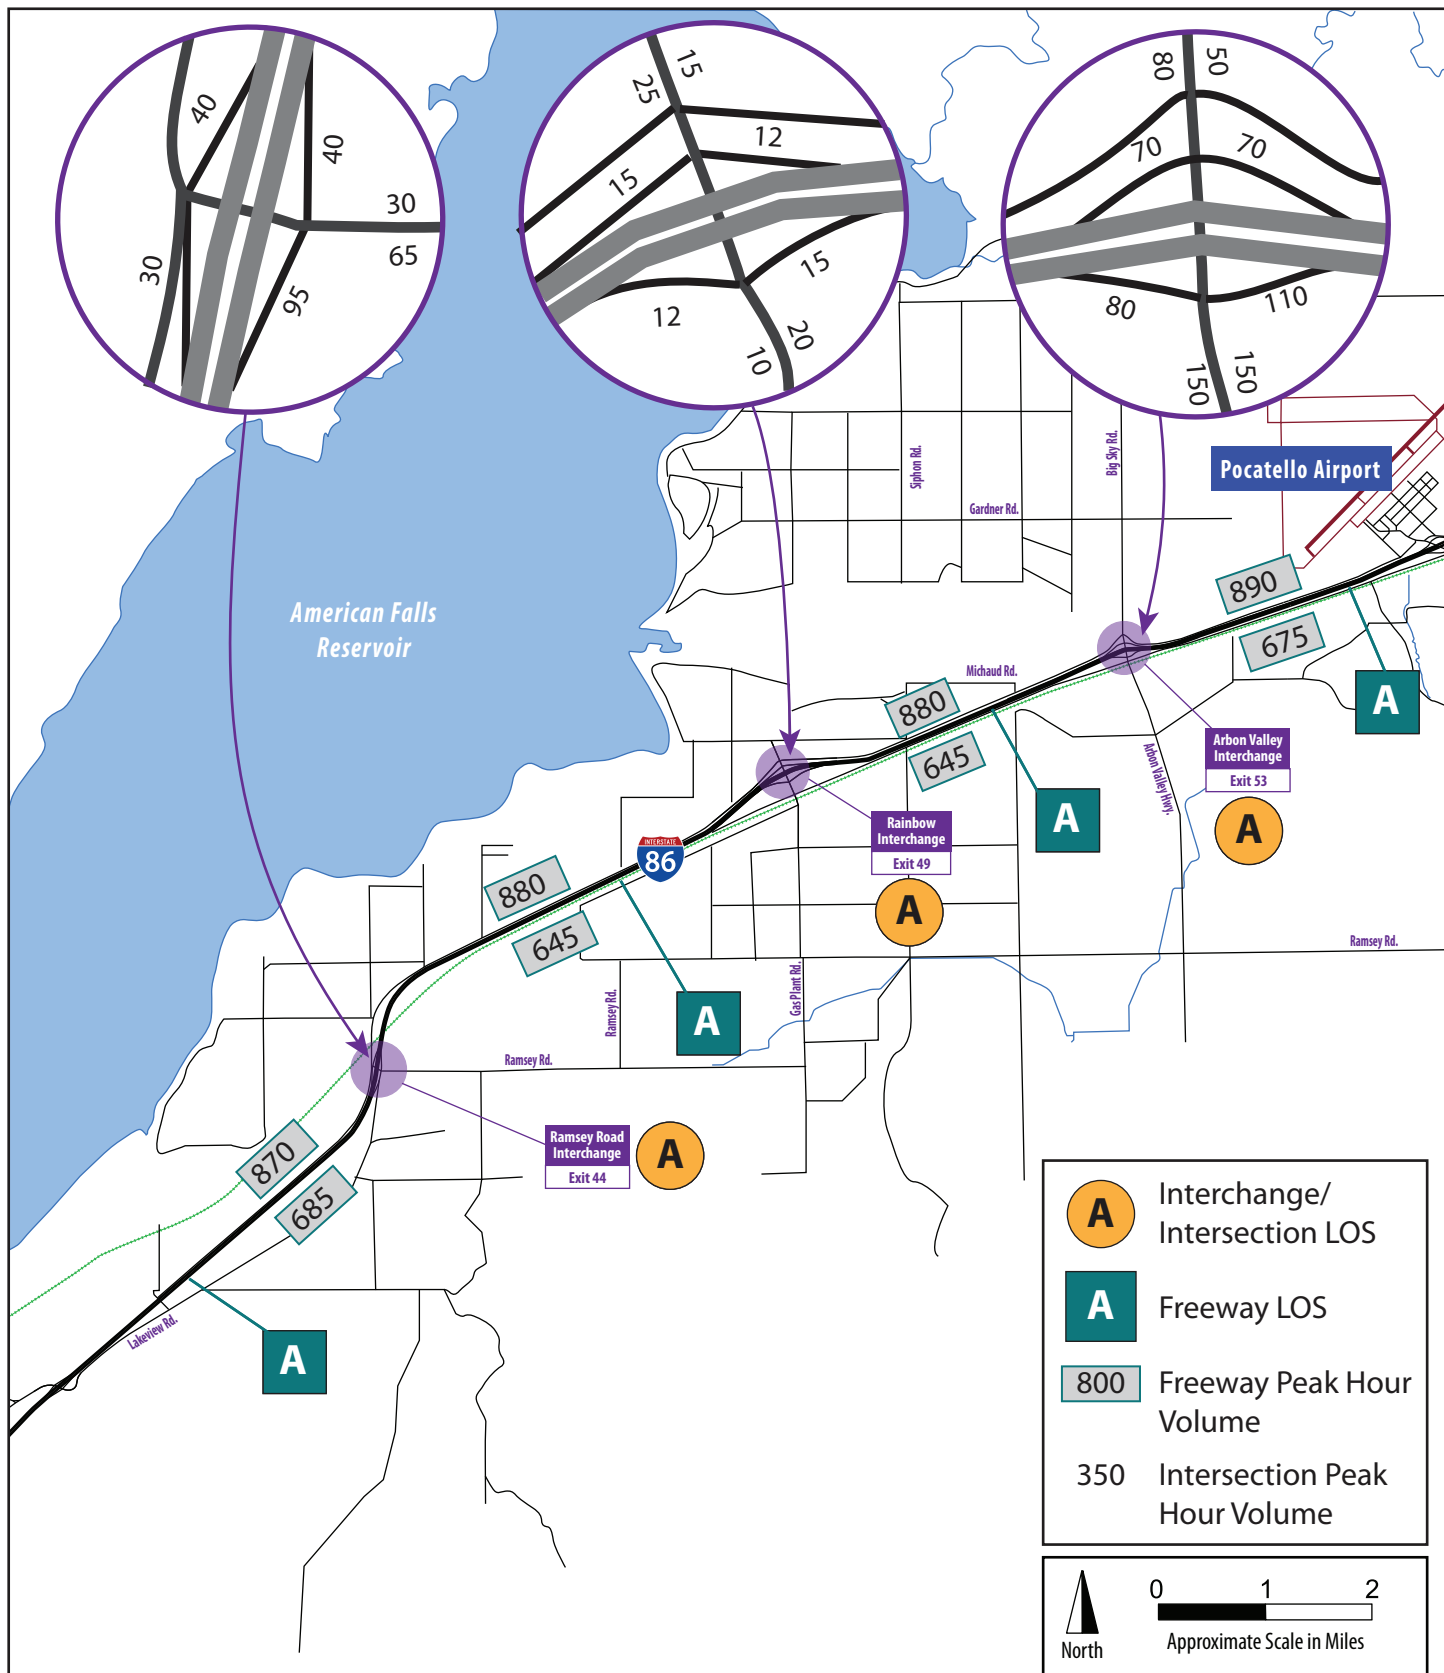 40
40
30
30
65
95
15
25
12
15
15
12
20
10
80
50
70
70
80
110
150
150
Siphon Rd.
Big Sky Rd.
Gardner Rd.
Pocatello Airport
American Falls
Reservoir
890
675
A
Michaud Rd.
880
645
A
Arbon Valley
Interchange
Exit 53
A
Arbon Valley Hwy.
Rainbow
Interchange
Exit 49
A
INTERSTATE
86
880
645
A
Ramsey Rd.
Gas Plant Rd.
Ramsey Rd.
Ramsey Rd.
Ramsey Road
Interchange
Exit 44
A
870
685
A
Lakeview Rd.
A
Interchange/
Intersection LOS
A
Freeway LOS
800
Freeway Peak Hour
Volume
350
Intersection Peak
Hour Volume
North
0 1 2
Approximate Scale in Miles